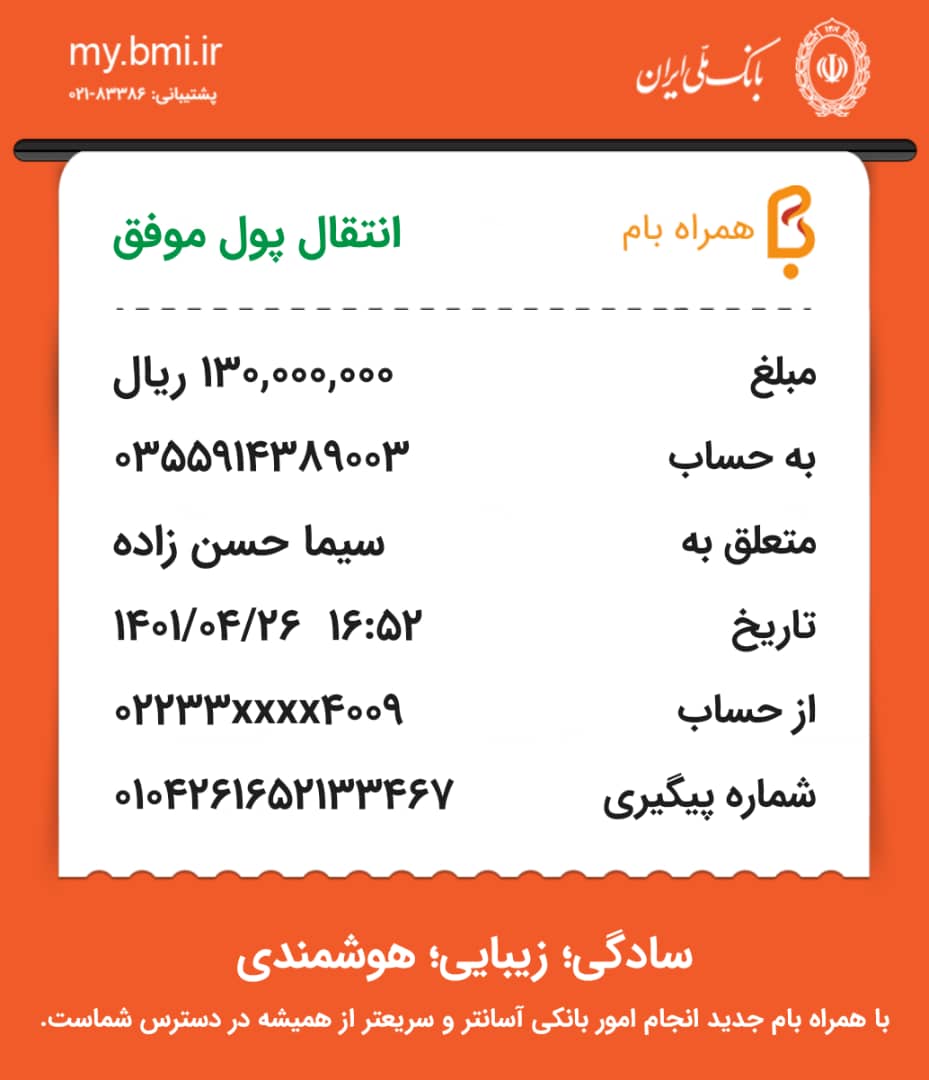 بانک ملی ایران
my.bmi.ir
پشتیبانی: ۸۳۳۸۶-۰۲۱
همراه بام
انتقال پول موفق
مبلغ ۱۳۰,۰۰۰,۰۰۰ ریال
به حساب ۰۳۵۵۹۱۴۳۸۹۰۰۳
متعلق به سیما حسن زاده
تاریخ ۱۴۰۱/۰۴/۲۶ ۱۶:۵۲
از حساب ۰۲۲۳۳xxxx۴۰۰۹
شماره پیگیری ۰۱۰۴۲۶۱۶۵۲۱۳۳۴۶۷
سادگی؛ زیبایی؛ هوشمندی
با همراه بام جدید انجام امور بانکی آسانتر و سریعتر از همیشه در دسترس شماست.